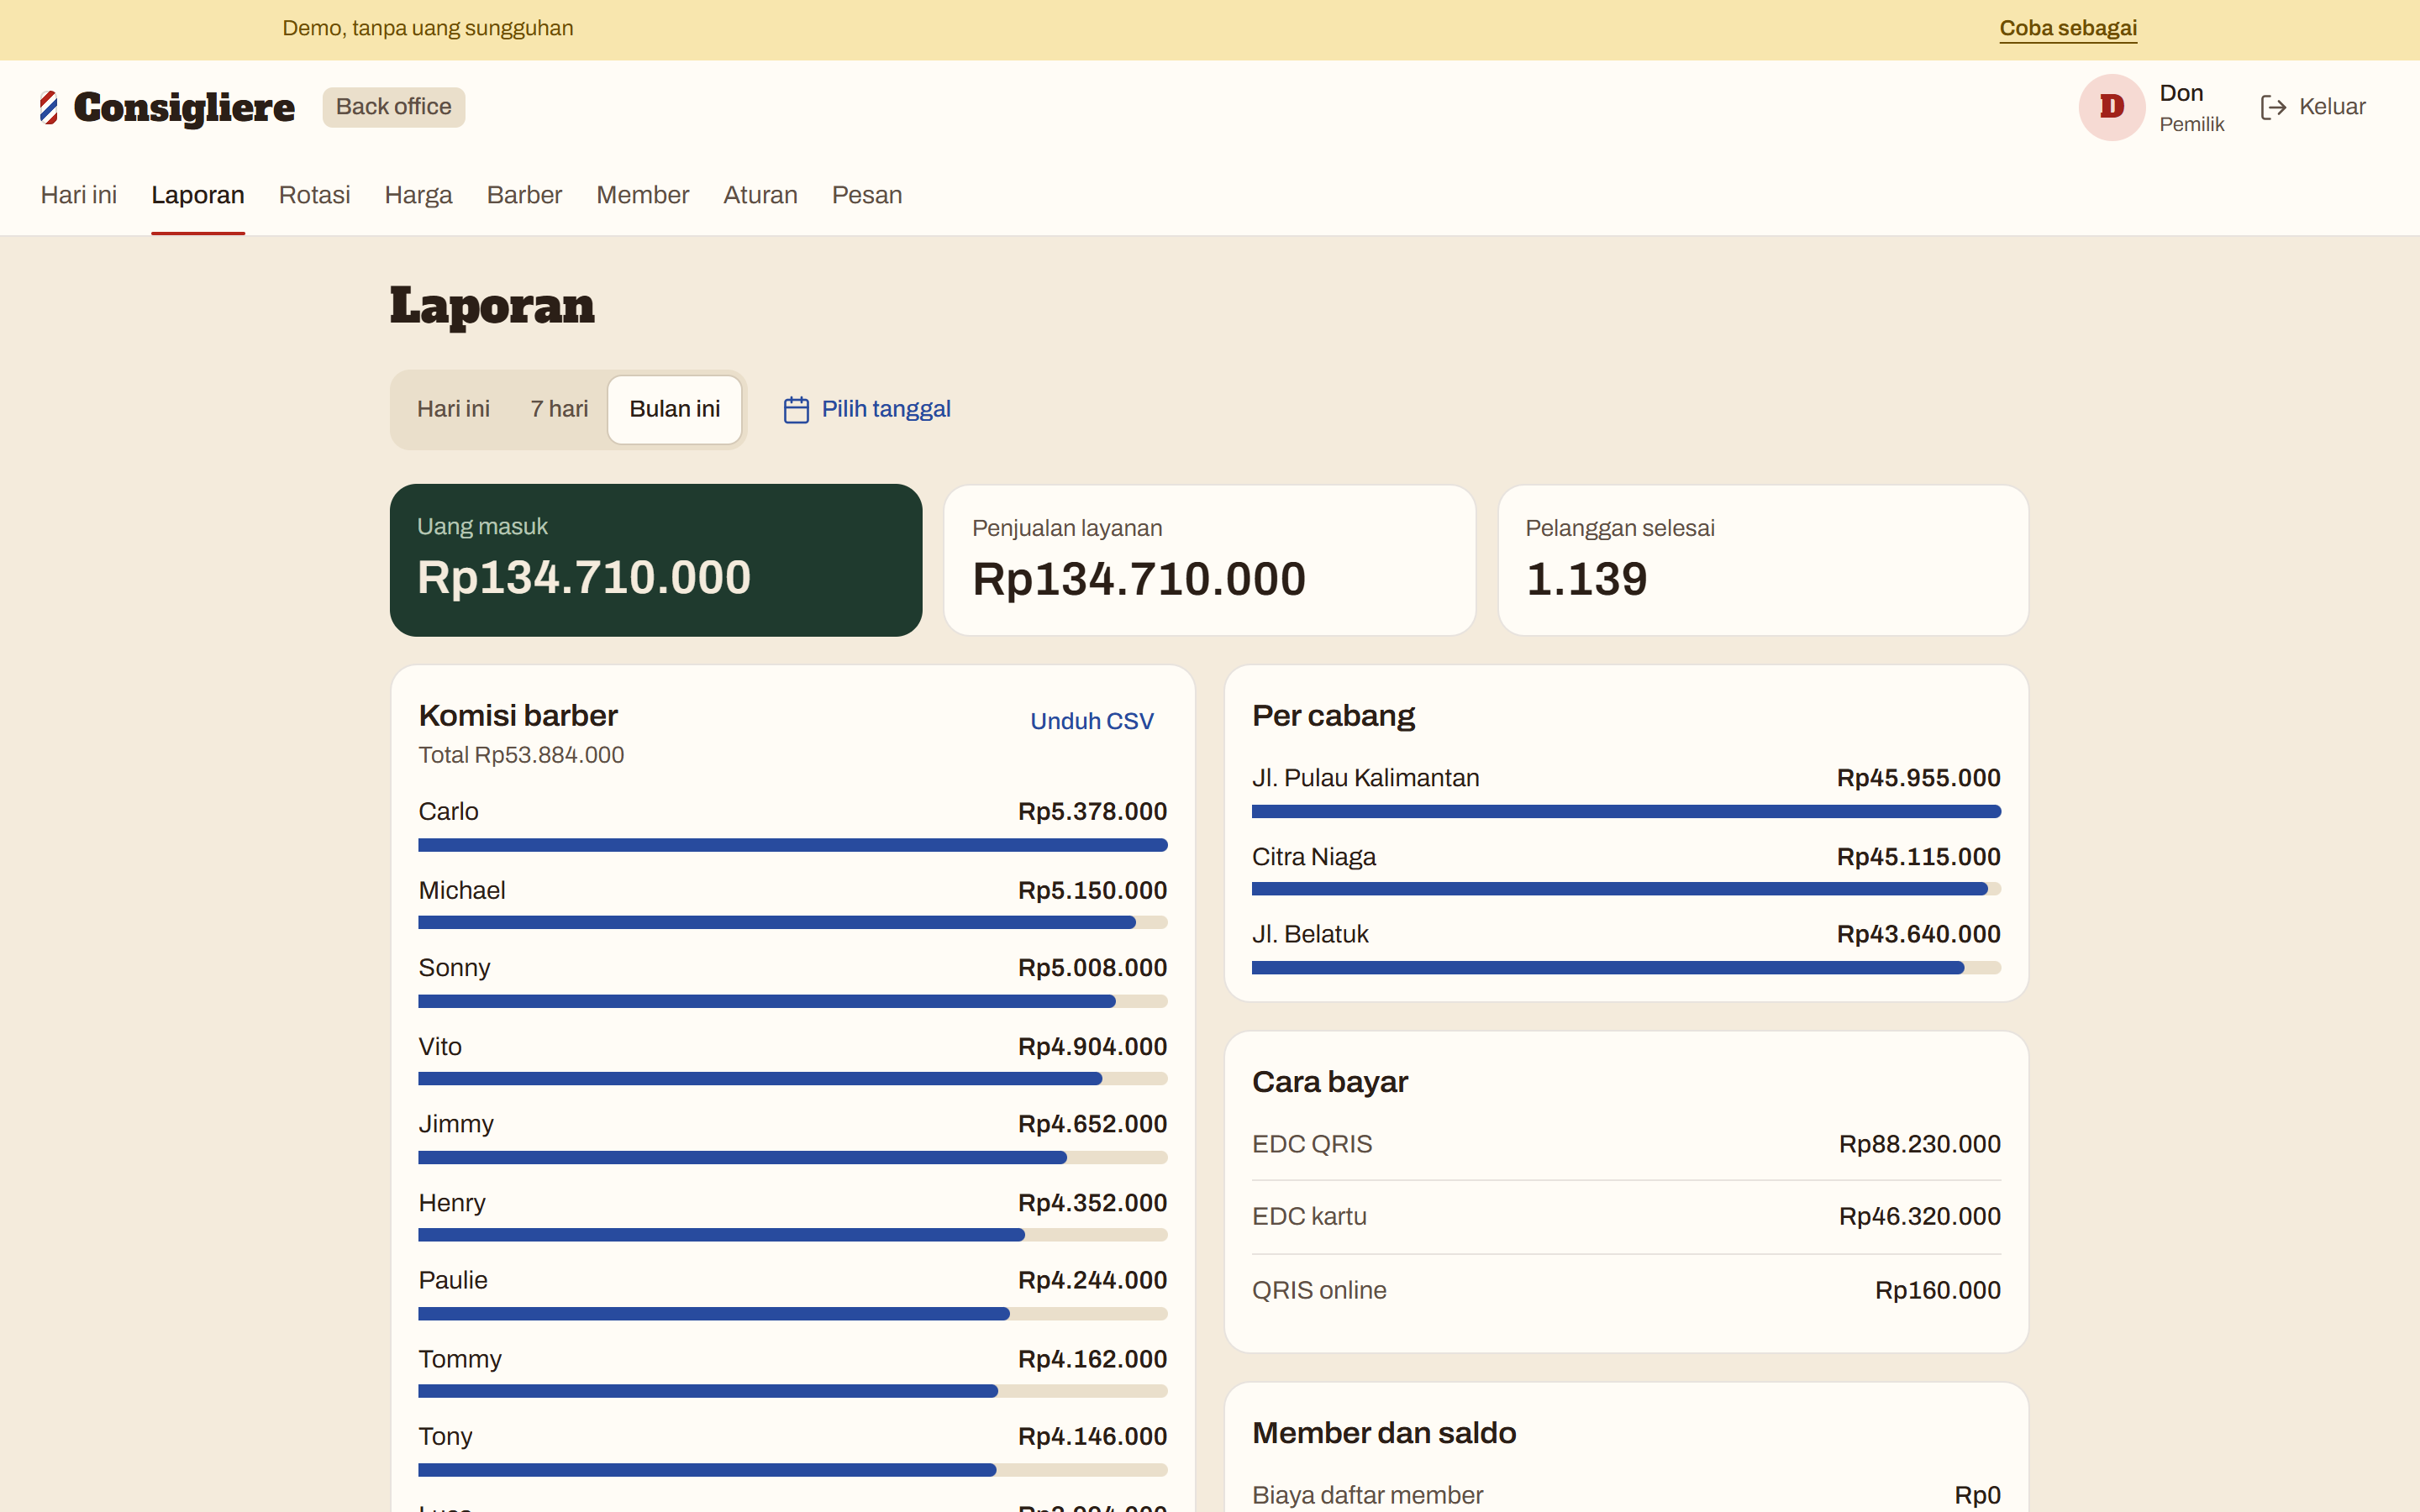 Demo, tanpa uang sungguhan
Coba sebagai
Consigliere
Back office
D
Don
Pemilik
Keluar
Hari ini
Laporan
Rotasi
Harga
Barber
Member
Aturan
Pesan
Laporan
Hari ini
7 hari
Bulan ini
Pilih tanggal
Uang masuk
Rp134.710.000
Penjualan layanan
Rp134.710.000
Pelanggan selesai
1.139
Komisi barber
Unduh CSV
Total Rp53.884.000
Carlo Rp5.378.000
Michael Rp5.150.000
Sonny Rp5.008.000
Vito Rp4.904.000
Jimmy Rp4.652.000
Henry Rp4.352.000
Paulie Rp4.244.000
Tommy Rp4.162.000
Tony Rp4.146.000
Per cabang
Jl. Pulau Kalimantan Rp45.955.000
Citra Niaga Rp45.115.000
Jl. Belatuk Rp43.640.000
Cara bayar
EDC QRIS Rp88.230.000
EDC kartu Rp46.320.000
QRIS online Rp160.000
Member dan saldo
Biaya daftar member Rp0